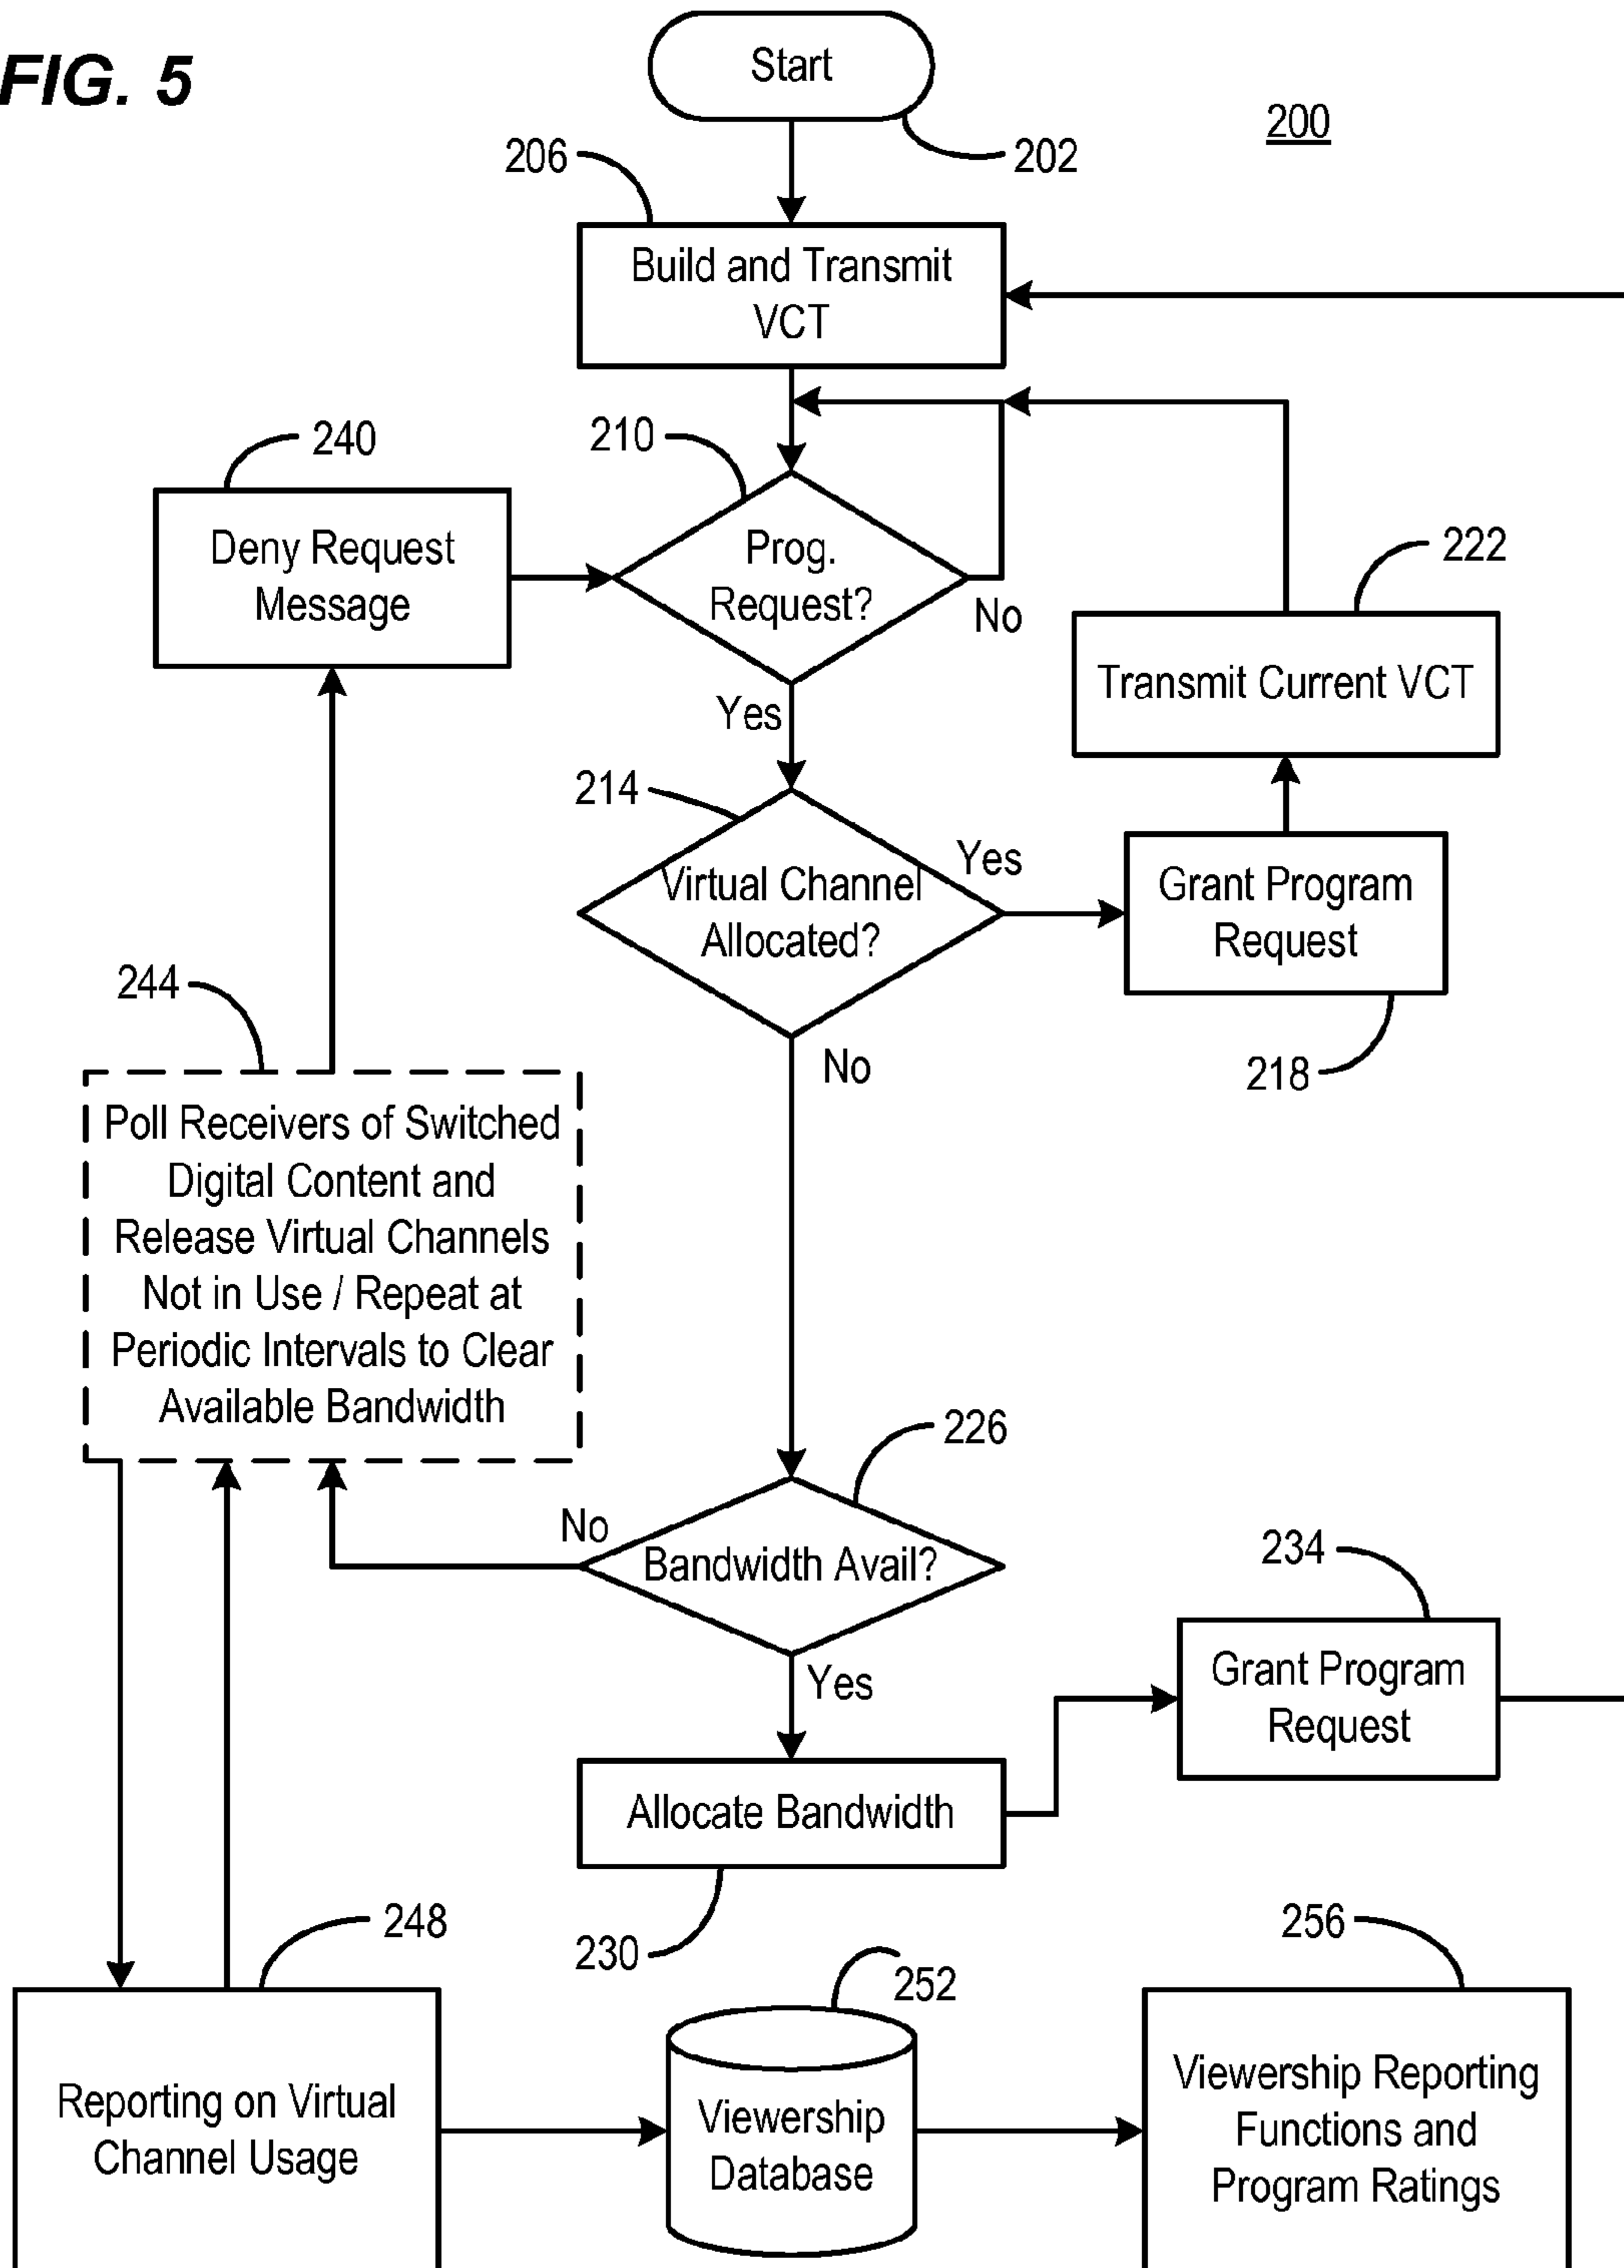 FIG. 5
Start
200
202
206
Build and Transmit
VCT
240
210
Deny Request
Message
Prog.
Request?
No
222
Transmit Current VCT
Yes
214
Virtual Channel
Allocated?
Yes
Grant Program
Request
218
No
244
Poll Receivers of Switched
Digital Content and
Release Virtual Channels
Not in Use / Repeat at
Periodic Intervals to Clear
Available Bandwidth
226
No
Bandwidth Avail?
Yes
234
Grant Program
Request
Allocate Bandwidth
230
248
Reporting on Virtual
Channel Usage
252
Viewership
Database
256
Viewership Reporting
Functions and
Program Ratings